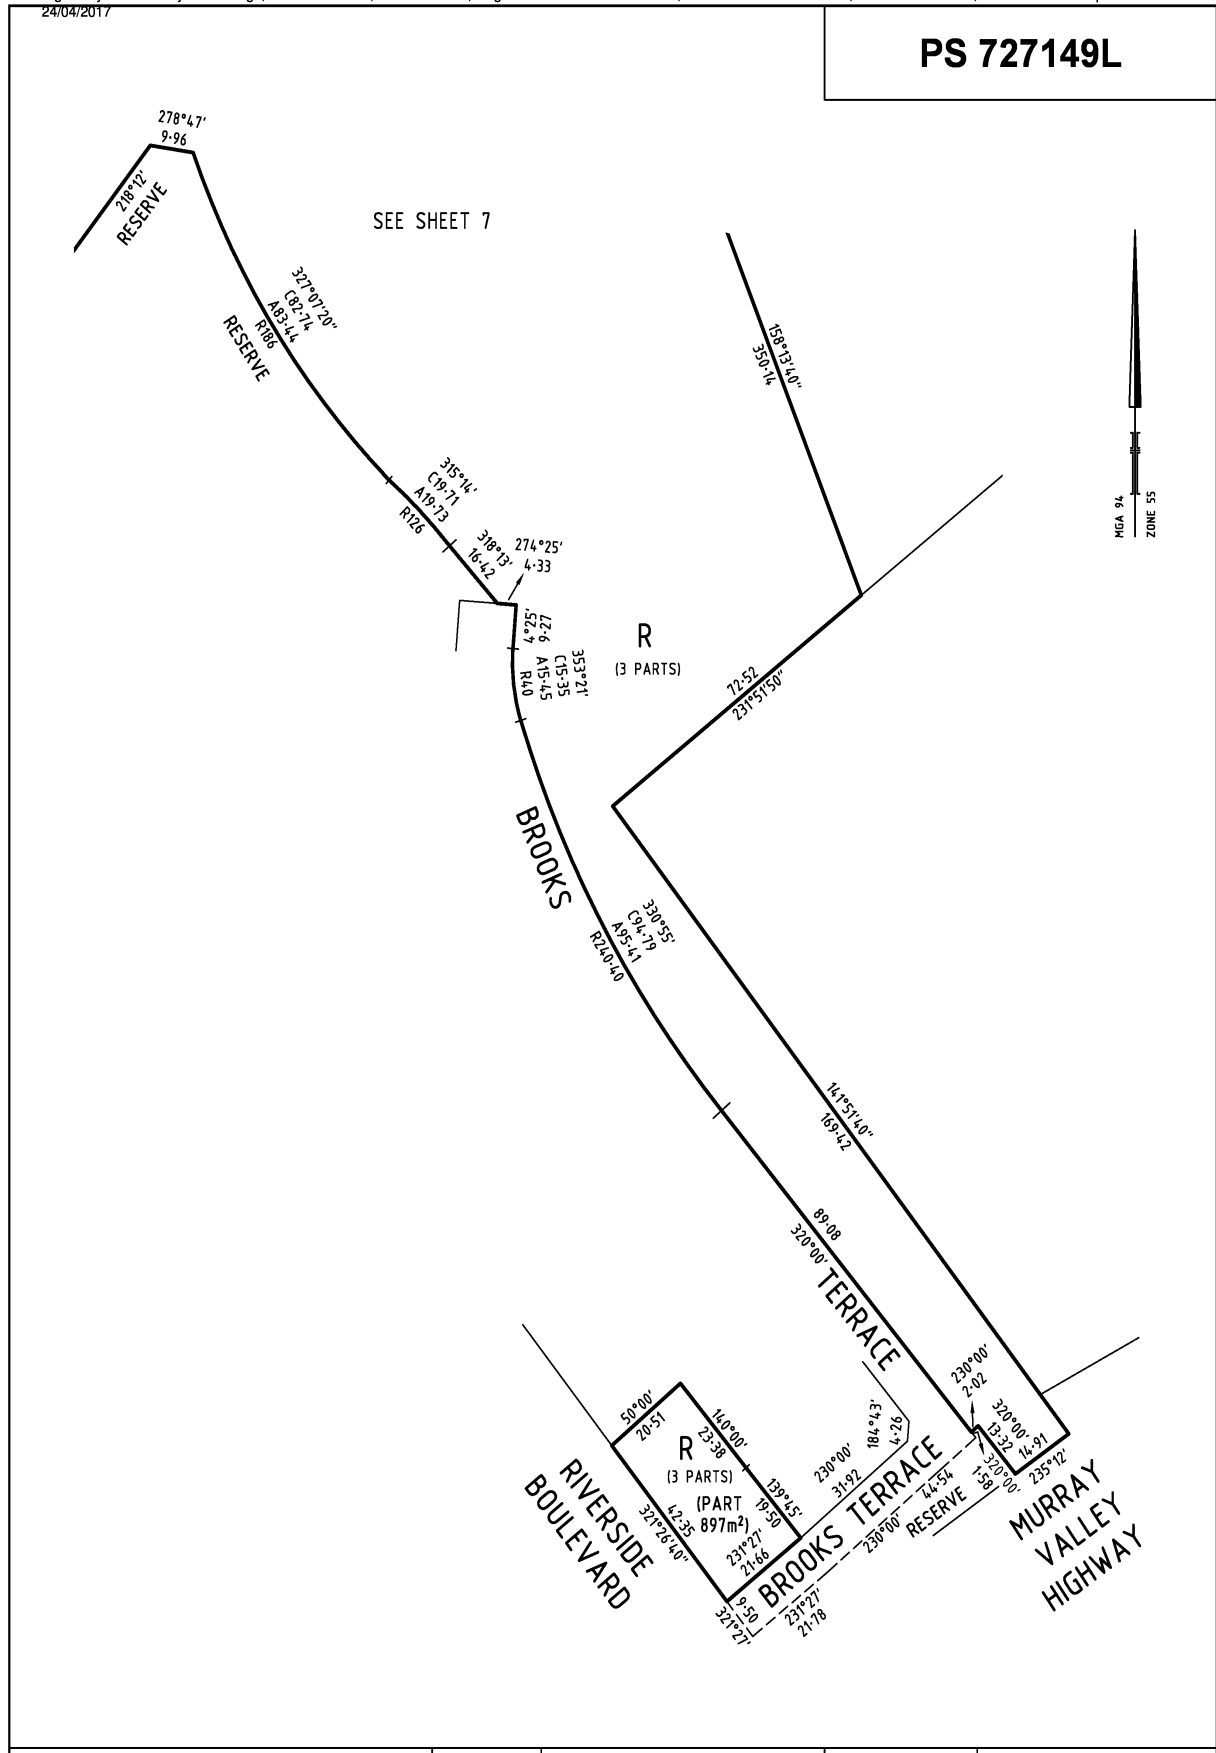 24/04/2017
PS 727149L
278°47'
9·96
218°12'
RESERVE
SEE SHEET 7
327°07'20"
C82·74
A83·44
R186
RESERVE
158°13'40"
350·14
MGA 94
ZONE 55
315°14'
C19·71
A19·73
R126
318°13'
16·42
274°25'
4·33
4°25'
9·27
353°21'
C15·35
A15·45
R40
R
(3 PARTS)
72·52
231°51'50"
BROOKS
330°55'
C94·79
A95·41
R240·40
141°51'40"
169·42
89·08
320°00'
TERRACE
230°00'
2·02
320°00'
13·32
14·91
235°12'
320°00'
1·58
50°00'
20·51
140°00'
23·38
R
(3 PARTS)
(PART
897m²)
139°45'
19·50
42·35
321°26'40"
231°27'
21·66
184°43'
4·26
230°00'
31·92
BROOKS TERRACE
44·54
230°00'
RESERVE
RIVERSIDE
BOULEVARD
9·50
321°27'
231°27'
21·78
MURRAY
VALLEY
HIGHWAY